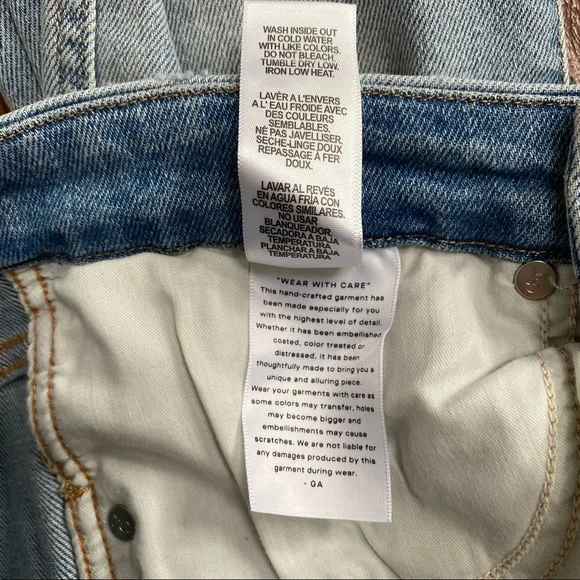 WASH INSIDE OUT
IN COLD WATER
WITH LIKE COLORS.
DO NOT BLEACH.
TUMBLE DRY LOW.
IRON LOW HEAT.
LAVÈR A L'ENVERS
A L' EAU FROIDE AVEC
DES COULEURS
SEMBLABLES.
NÉ PAS JAVELLISER.
SECHE-LINGE DOUX
REPASSAGE À FER
DOUX
LAVAR AL REVÉS
EN AGUA FRIA CON
COLORES SIMILARES.
NO USAR
BLANQUEADOR.
SECADORA A BAJA
TEMPERATURA
PLANCHAR A BAJA
TEMPERATURA
"WEAR WITH CARE"
This hand-crafted garment has
been made especially for you
with the highest level of detail.
Whether it has been embellished
coated, color treated or
distressed, it has been
thoughtfully made to bring you a
unique and alluring piece.
Wear your garments with care as
some colors may transfer, holes
may become bigger and
embellishments may cause
scratches. We are not liable for
any damages produced by this
garment during wear.
- GA